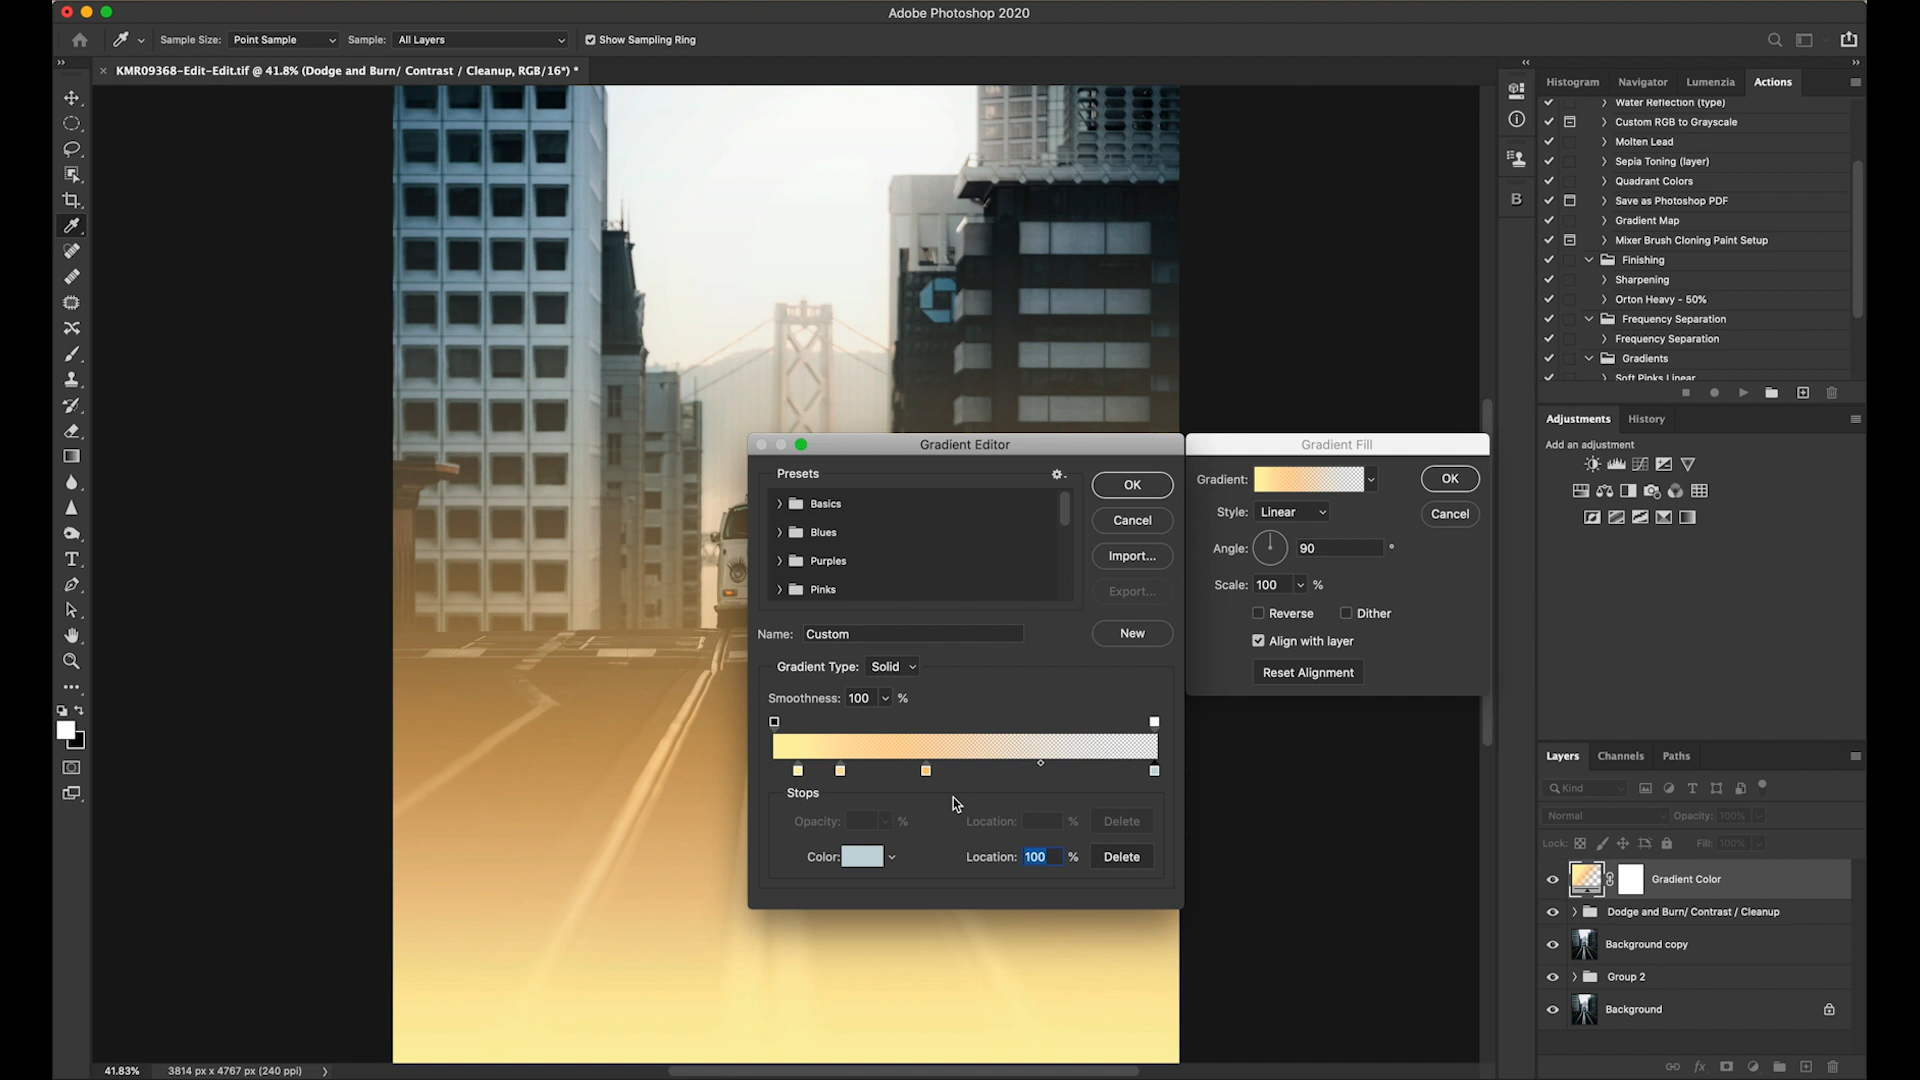 Adobe Photoshop 2020
Sample Size: Point Sample Sample: All Layers Show Sampling Ring
× KMR09368-Edit-Edit.tif @ 41.8% (Dodge and Burn/ Contrast / Cleanup, RGB/16*) *
Histogram Navigator Lumenzia Actions
Water Reflection (type)
Custom RGB to Grayscale
Molten Lead
Sepia Toning (layer)
Quadrant Colors
Save as Photoshop PDF
Gradient Map
Mixer Brush Cloning Paint Setup
Finishing
Sharpening
Orton Heavy - 50%
Frequency Separation
Frequency Separation
Gradients
Soft Pinks Linear
Adjustments History
Add an adjustment
Gradient Editor
Presets
Basics
Blues
Purples
Pinks
OK
Cancel
Import...
Export...
Name: Custom
New
Gradient Type: Solid
Smoothness: 100 %
Stops
Opacity: % Location: % Delete
Color: Location: 100 % Delete
Gradient Fill
Gradient: OK
Style: Linear Cancel
Angle: 90 °
Scale: 100 %
Reverse Dither
Align with layer
Reset Alignment
Layers Channels Paths
Kind
Normal Opacity: 100%
Lock: Fill: 100%
Gradient Color
Dodge and Burn/ Contrast / Cleanup
Background copy
Group 2
Background
fx
41.83% 3814 px x 4767 px (240 ppi)